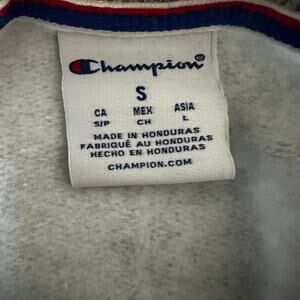 Champion
S
CA MEX ASIA
S/P CH L
MADE IN HONDURAS
FABRIQUÉ AU HONDURAS
HECHO EN HONDURAS
CHAMPION.COM